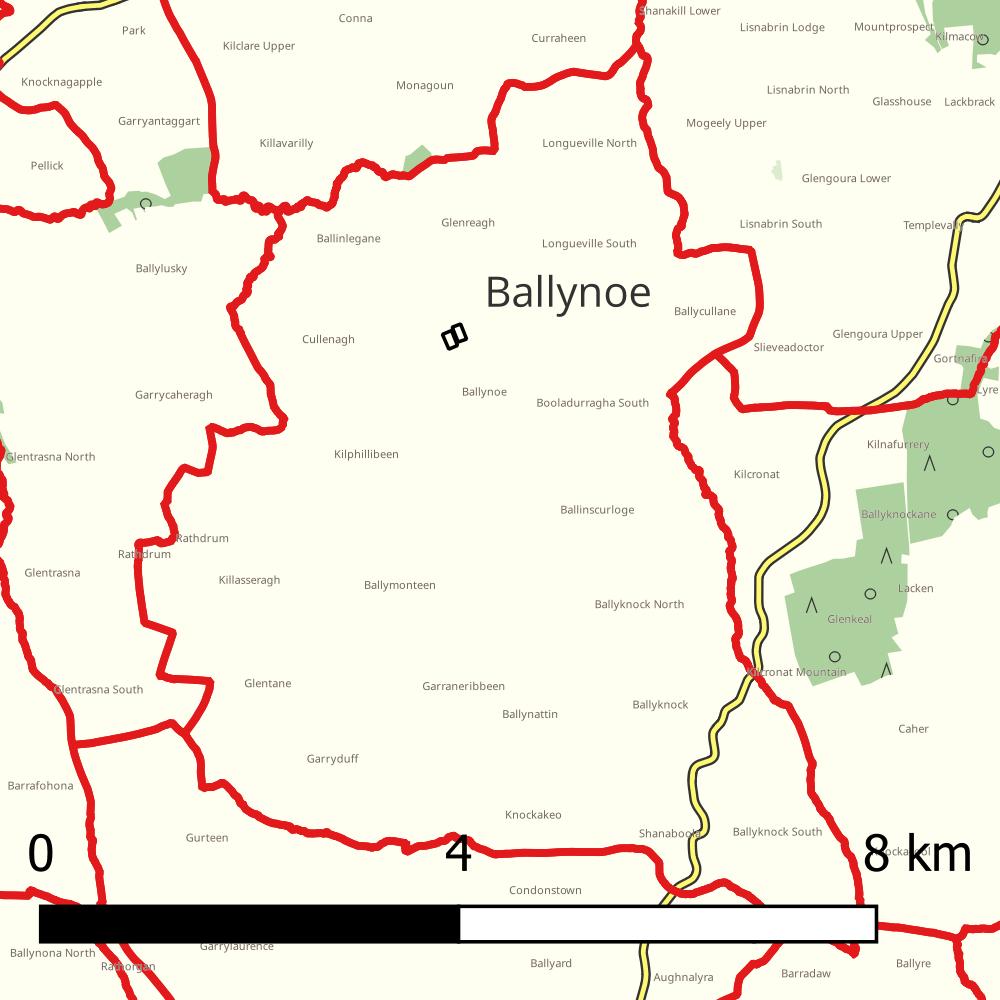 Shanakill Lower
Conna
Park
Lisnabrin Lodge
Mountprospect
Kilmacow
Curraheen
Kilclare Upper
Knocknagapple
Monagoun
Lisnabrin North
Glasshouse
Lackbrack
Garryantaggart
Mogeely Upper
Killavarilly
Longueville North
Pellick
Glengoura Lower
Glenreagh
Lisnabrin South
Templevally
Ballinlegane
Longueville South
Ballylusky
Ballynoe
Ballycullane
Cullenagh
Glengoura Upper
Slieveadoctor
Gortnafira
Ballynoe
Lyre
Garrycaheragh
Booladurragha South
Kilnafurrery
Glentrasna North
Kilphillibeen
Kilcronat
Ballinscurloge
Ballyknockane
Rathdrum
Rathdrum
Glentrasna
Killasseragh
Ballymonteen
Lacken
Ballyknock North
Glenkeal
Kilcronat Mountain
Glentane
Garraneribbeen
Glentrasna South
Ballyknock
Ballynattin
Caher
Garryduff
Barrafohona
Knockakeo
Shanaboola
Ballyknock South
Gurteen
0
4
8 km
Condonstown
Garrylaurence
Ballynona North
Rathorgan
Ballyard
Aughnalyra
Barradaw
Ballyre